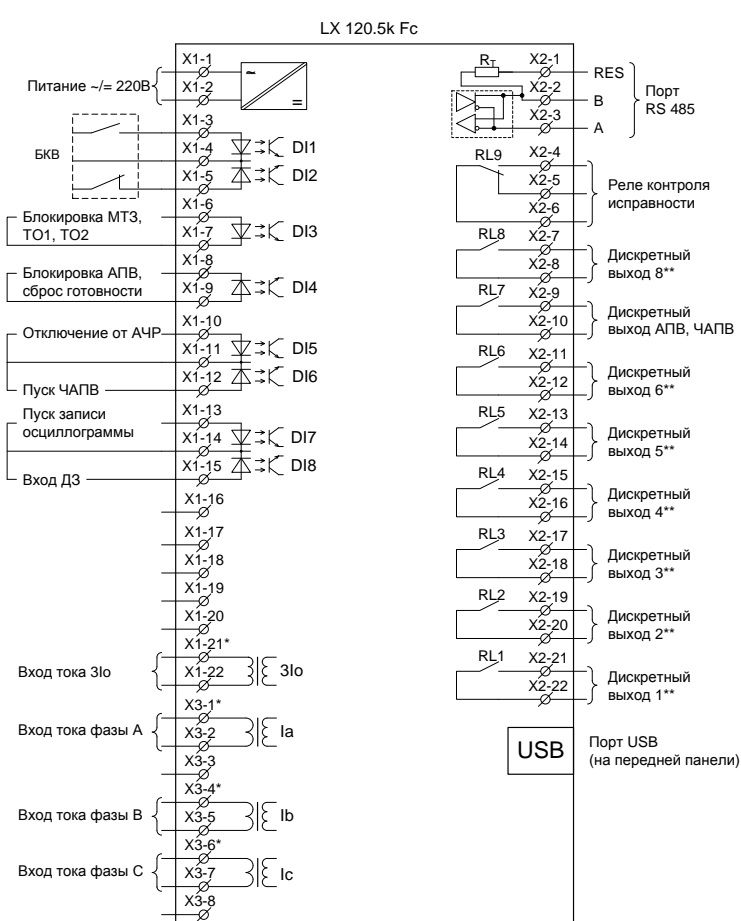 LX 120.5k Fc
X1-1
Питание ~/= 220В
X1-2
~
=
X1-3
БКВ
X1-4
DI1
X1-5
DI2
X1-6
Блокировка МТЗ,
ТО1, ТО2
X1-7
DI3
X1-8
Блокировка АПВ,
сброс готовности
X1-9
DI4
X1-10
Отключение от АЧР
X1-11
DI5
X1-12
DI6
Пуск ЧАПВ
X1-13
Пуск записи
осциллограммы
X1-14
DI7
X1-15
DI8
Вход ДЗ
X1-16
X1-17
X1-18
X1-19
X1-20
X1-21*
Вход тока 3Io
X1-22
3Io
X3-1*
Вход тока фазы А
X3-2
Ia
X3-3
X3-4*
Вход тока фазы В
X3-5
Ib
X3-6*
Вход тока фазы С
X3-7
Ic
X3-8
RT
X2-1
RES
X2-2
B
X2-3
A
Порт
RS 485
RL9
X2-4
X2-5
X2-6
Реле контроля
исправности
RL8
X2-7
X2-8
Дискретный
выход 8**
RL7
X2-9
X2-10
Дискретный
выход АПВ, ЧАПВ
RL6
X2-11
X2-12
Дискретный
выход 6**
RL5
X2-13
X2-14
Дискретный
выход 5**
RL4
X2-15
X2-16
Дискретный
выход 4**
RL3
X2-17
X2-18
Дискретный
выход 3**
RL2
X2-19
X2-20
Дискретный
выход 2**
RL1
X2-21
X2-22
Дискретный
выход 1**
USB
Порт USB
(на передней панели)